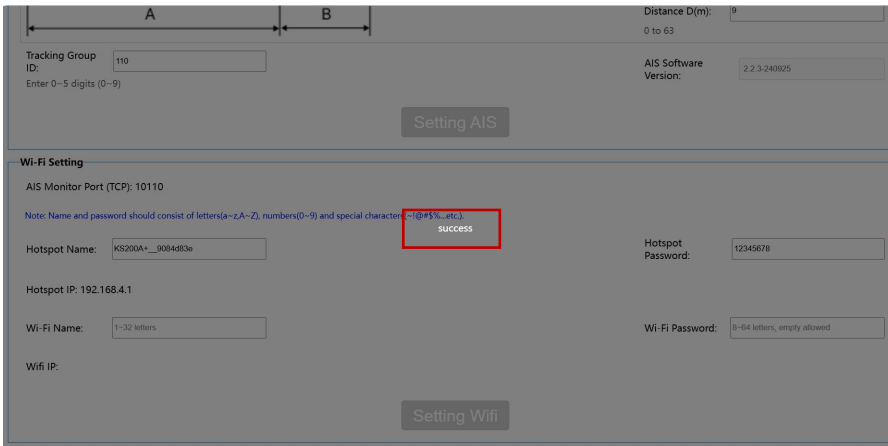 A B
Distance D(m): 9
0 to 63
Tracking Group
ID: 110
Enter 0~5 digits (0~9)
AIS Software
Version: 2.2.3-240925
Setting AIS
Wi-Fi Setting
AIS Monitor Port (TCP): 10110
Note: Name and password should consist of letters(a~z,A~Z), numbers(0~9) and special characters(~!@#$%...etc,).
success
Hotspot Name: KS200A+__9084d83e
Hotspot
Password: 12345678
Hotspot IP: 192.168.4.1
Wi-Fi Name: 1~32 letters
Wi-Fi Password: 8~64 letters, empty allowed
Wifi IP:
Setting Wifi